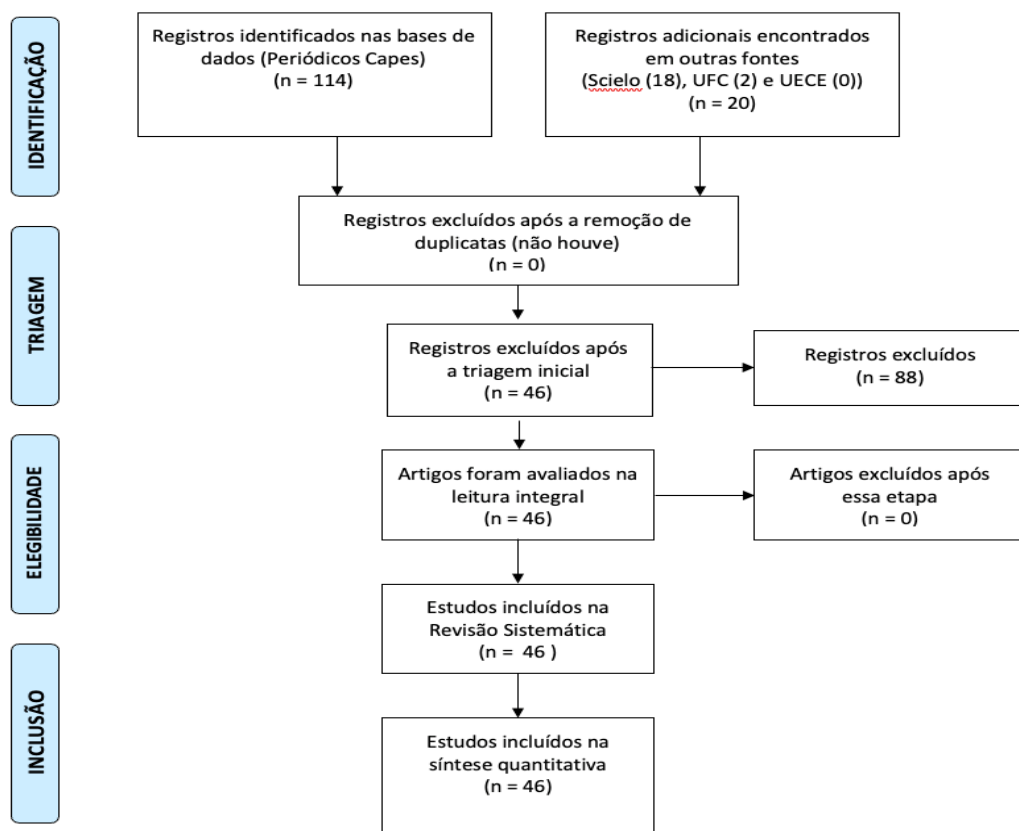 IDENTIFICAÇÃO
Registros identificados nas bases de
dados (Periódicos Capes)
(n = 114)
Registros adicionais encontrados
em outras fontes
(Scielo (18), UFC (2) e UECE (0))
(n = 20)
TRIAGEM
Registros excluídos após a remoção de
duplicatas (não houve)
(n = 0)
Registros excluídos após
a triagem inicial
(n = 46)
Registros excluídos
(n = 88)
ELEGIBILIDADE
Artigos foram avaliados na
leitura integral
(n = 46)
Artigos excluídos após
essa etapa
(n = 0)
Estudos incluídos na
Revisão Sistemática
(n = 46 )
INCLUSÃO
Estudos incluídos na
síntese quantitativa
(n = 46)